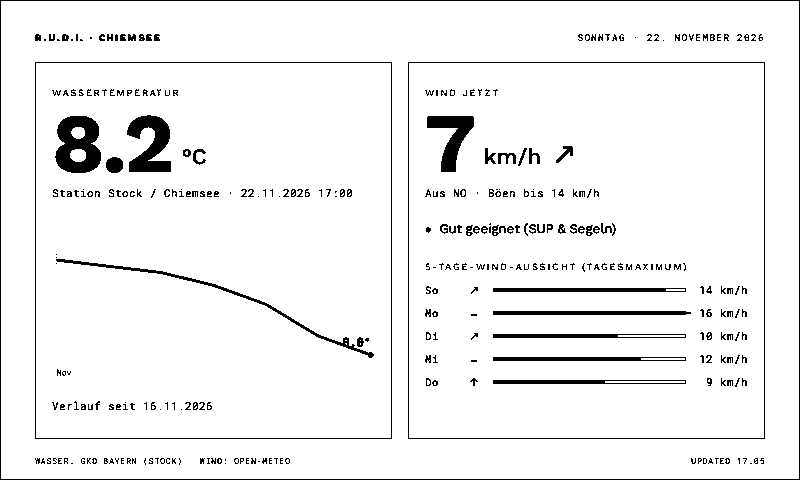 R.U.D.I. · CHIEMSEE
SONNTAG · 22. NOVEMBER 2026
WASSERTEMPERATUR
8.2 °C
Station Stock / Chiemsee · 22.11.2026 17:00
Nov
Verlauf seit 16.11.2026
WIND JETZT
7 km/h ↗
Aus NO · Böen bis 14 km/h
• Gut geeignet (SUP & Segeln)
5-TAGE-WIND-AUSSICHT (TAGESMAXIMUM)
So ↗ 14 km/h
Mo – 16 km/h
Di ↗ 10 km/h
Mi – 12 km/h
Do ↑ 9 km/h
WASSER: GKD BAYERN (STOCK) WIND: OPEN-METEO
UPDATED 17:05